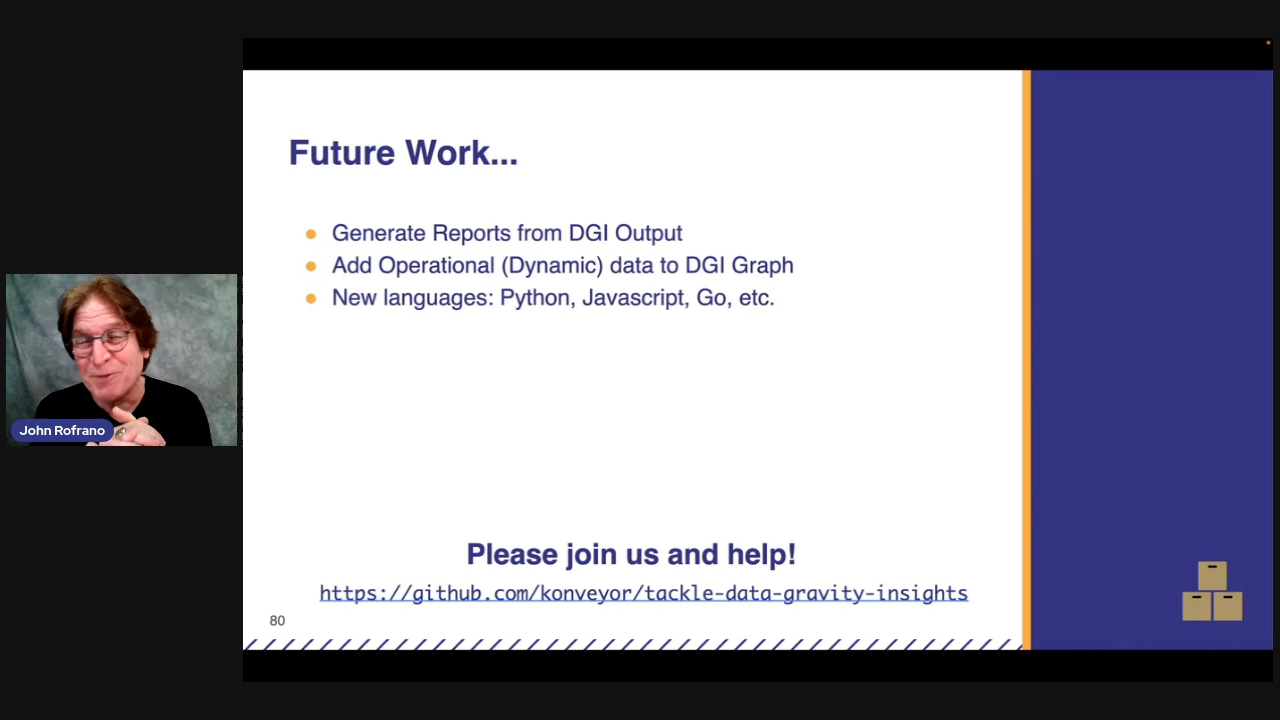 Future Work...
Generate Reports from DGI Output
Add Operational (Dynamic) data to DGI Graph
New languages: Python, Javascript, Go, etc.
John Rofrano
Please join us and help!
https://github.com/konveyor/tackle-data-gravity-insights
80